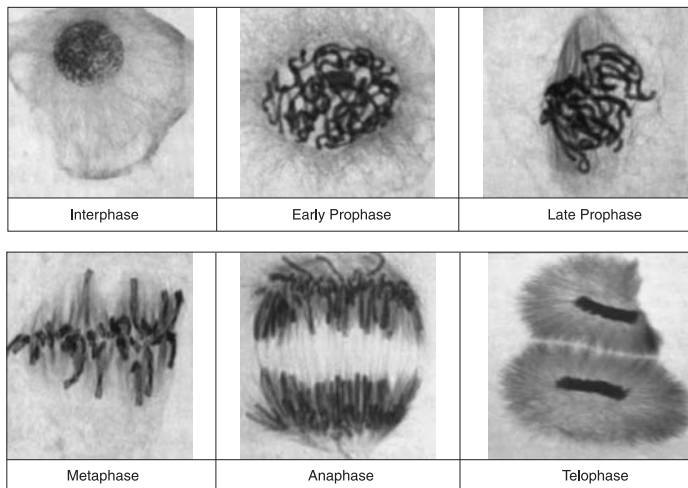 Interphase
Early Prophase
Late Prophase
Metaphase
Anaphase
Telophase